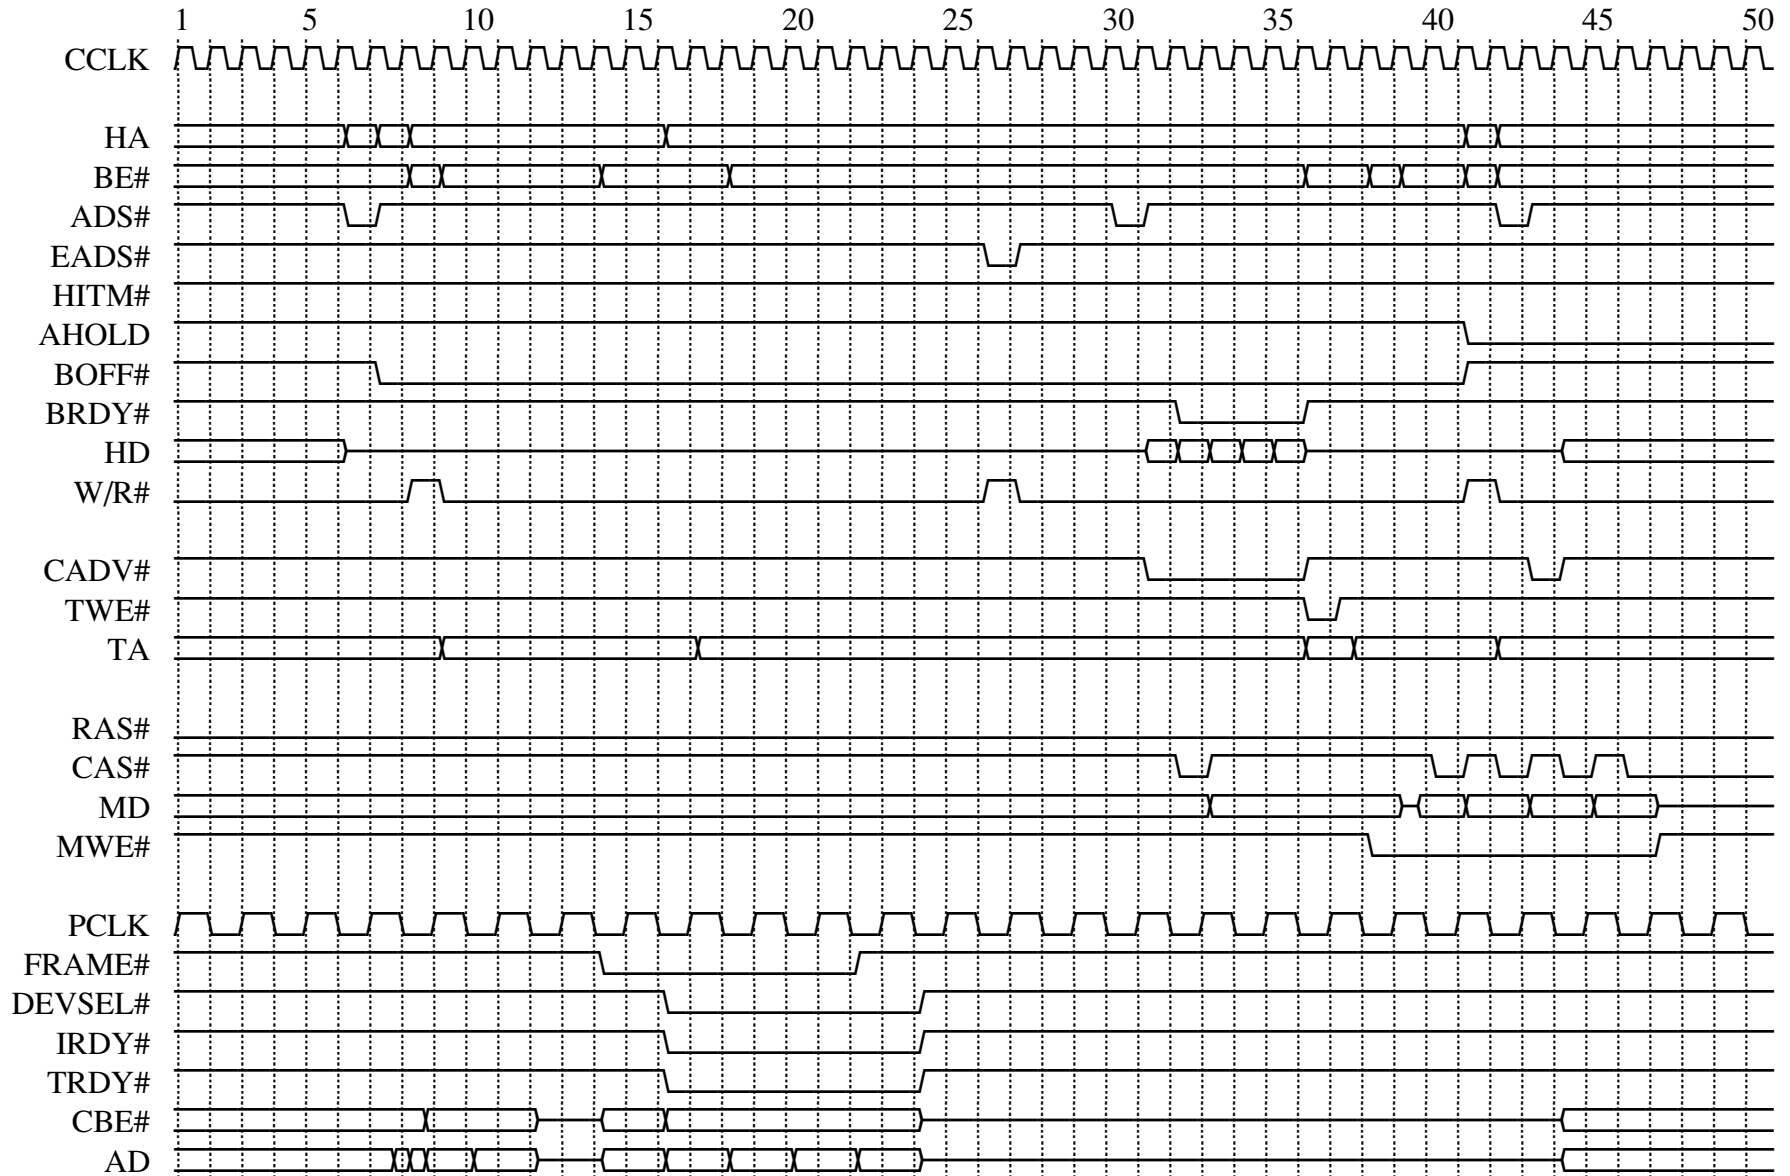 1 5 10 15 20 25 30 35 40 45 50
CCLK
HA
BE#
ADS#
EADS#
HITM#
AHOLD
BOFF#
BRDY#
HD
W/R#
CADV#
TWE#
TA
RAS#
CAS#
MD
MWE#
PCLK
FRAME#
DEVSEL#
IRDY#
TRDY#
CBE#
AD